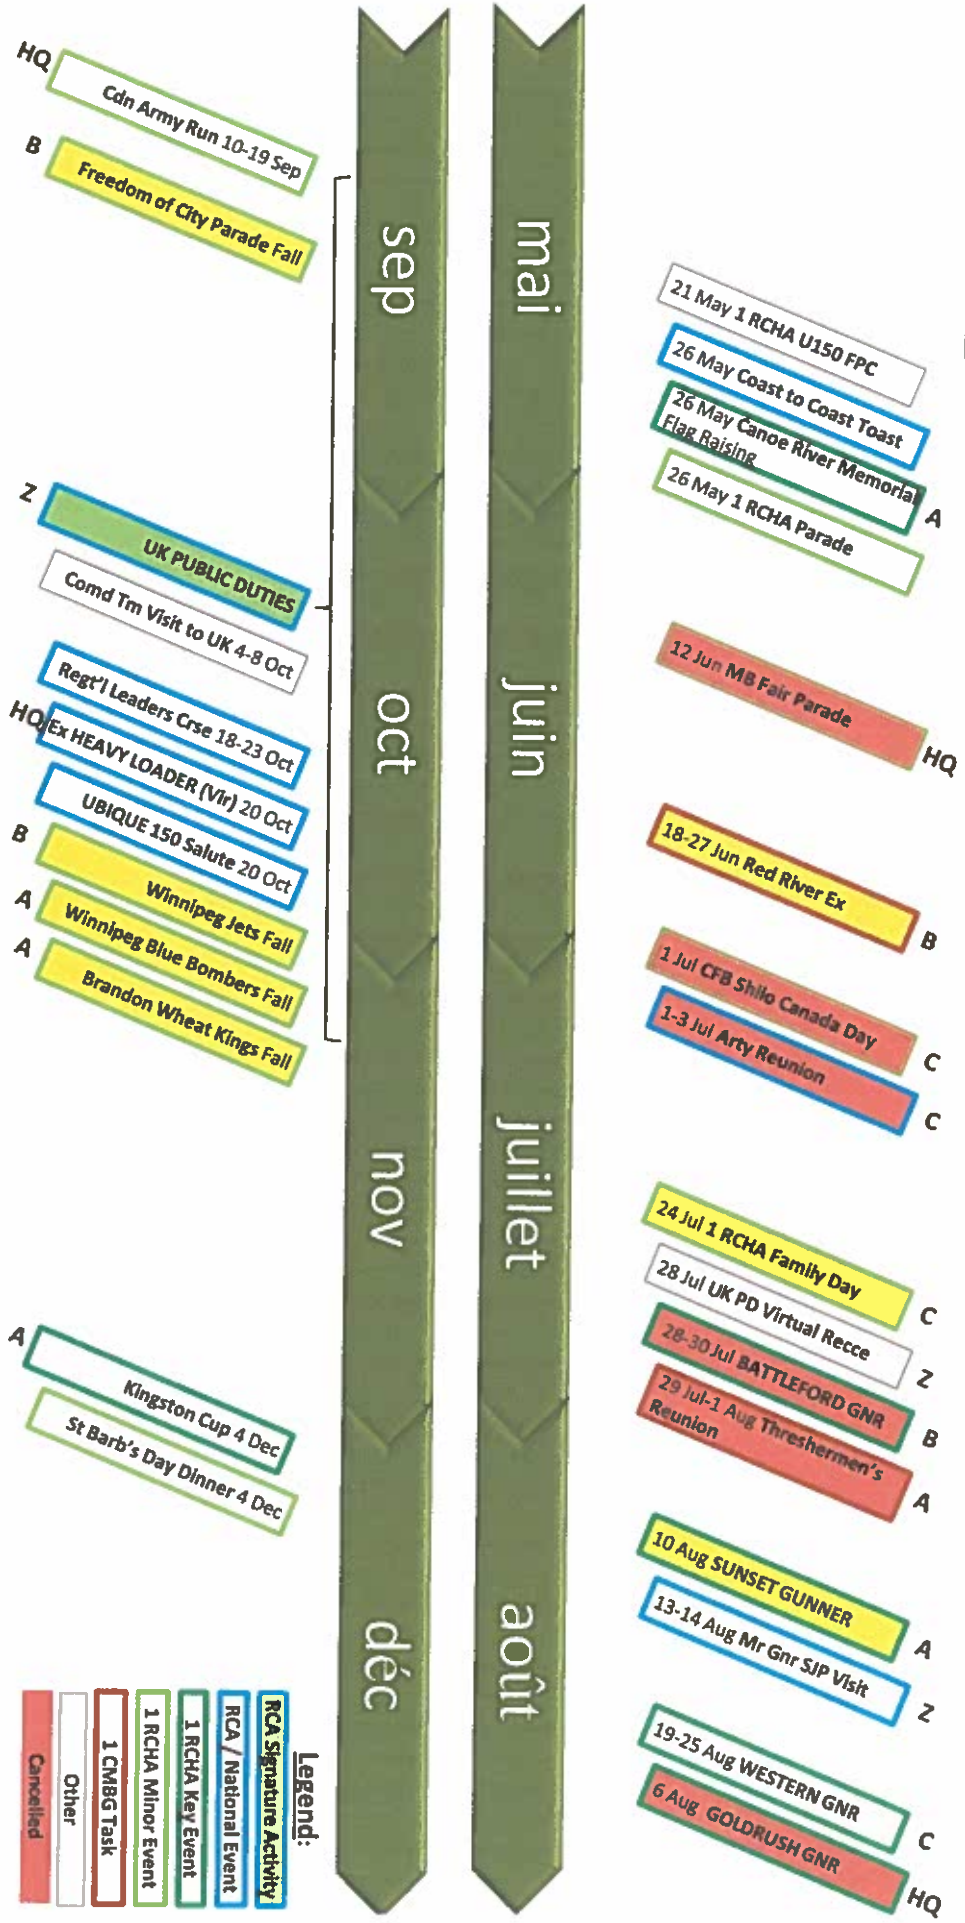 21 May 1 RCHA U150 FPC
26 May Coast to Coast Toast
26 May Canoe River Memorial
Flag Raising
A
26 May 1 RCHA Parade
12 Jun MB Fair Parade
HQ
18-27 Jun Red River Ex
B
1 Jul CFB Shilo Canada Day
C
1-3 Jul Arty Reunion
C
24 Jul 1 RCHA Family Day
C
28 Jul UK PD Virtual Recce
Z
28-30 Jul BATTLEFORD GNR
B
29 Jul-1 Aug Threshermen's
Reunion
A
10 Aug SUNSET GUNNER
A
13-14 Aug Mr Gnr SJP Visit
Z
19-25 Aug WESTERN GNR
C
6 Aug GOLDRUSH GNR
HQ
mai
juin
juillet
août
sep
oct
nov
déc
HQ
Cdn Army Run 10-19 Sep
B
Freedom of City Parade Fall
Z
UK PUBLIC DUTIES
Comd Tm Visit to UK 4-8 Oct
Regt'l Leaders Crse 18-23 Oct
HQ
Ex HEAVY LOADER (Vir) 20 Oct
UBIQUE 150 Salute 20 Oct
B
Winnipeg Jets Fall
A
Winnipeg Blue Bombers Fall
A
Brandon Wheat Kings Fall
A
Kingston Cup 4 Dec
St Barb's Day Dinner 4 Dec
Legend:
RCA Signature Activity
RCA / National Event
1 RCHA Key Event
1 RCHA Minor Event
1 CMBG Task
Other
Cancelled